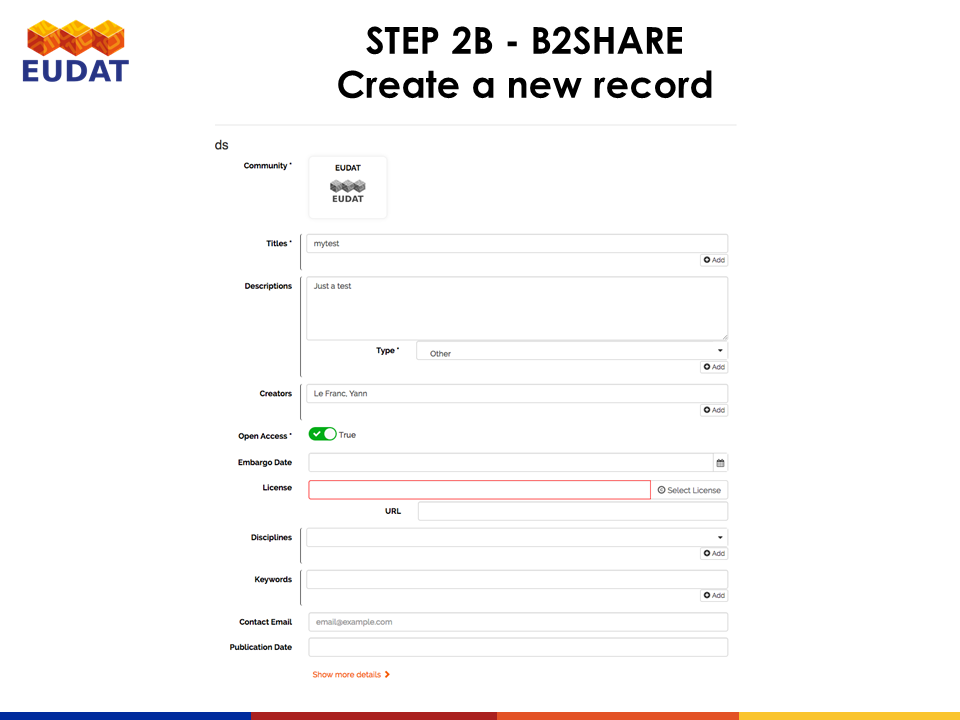 STEP 2B - B2SHARE
Create a new record
EUDAT
ds
Community *
EUDAT
EUDAT
Titles * mytest
Add
Descriptions Just a test
Type * Other
Add
Creators Le Franc, Yann
Add
Open Access * True
Embargo Date
License Select License
URL
Disciplines
Add
Keywords
Add
Contact Email email@example.com
Publication Date
Show more details